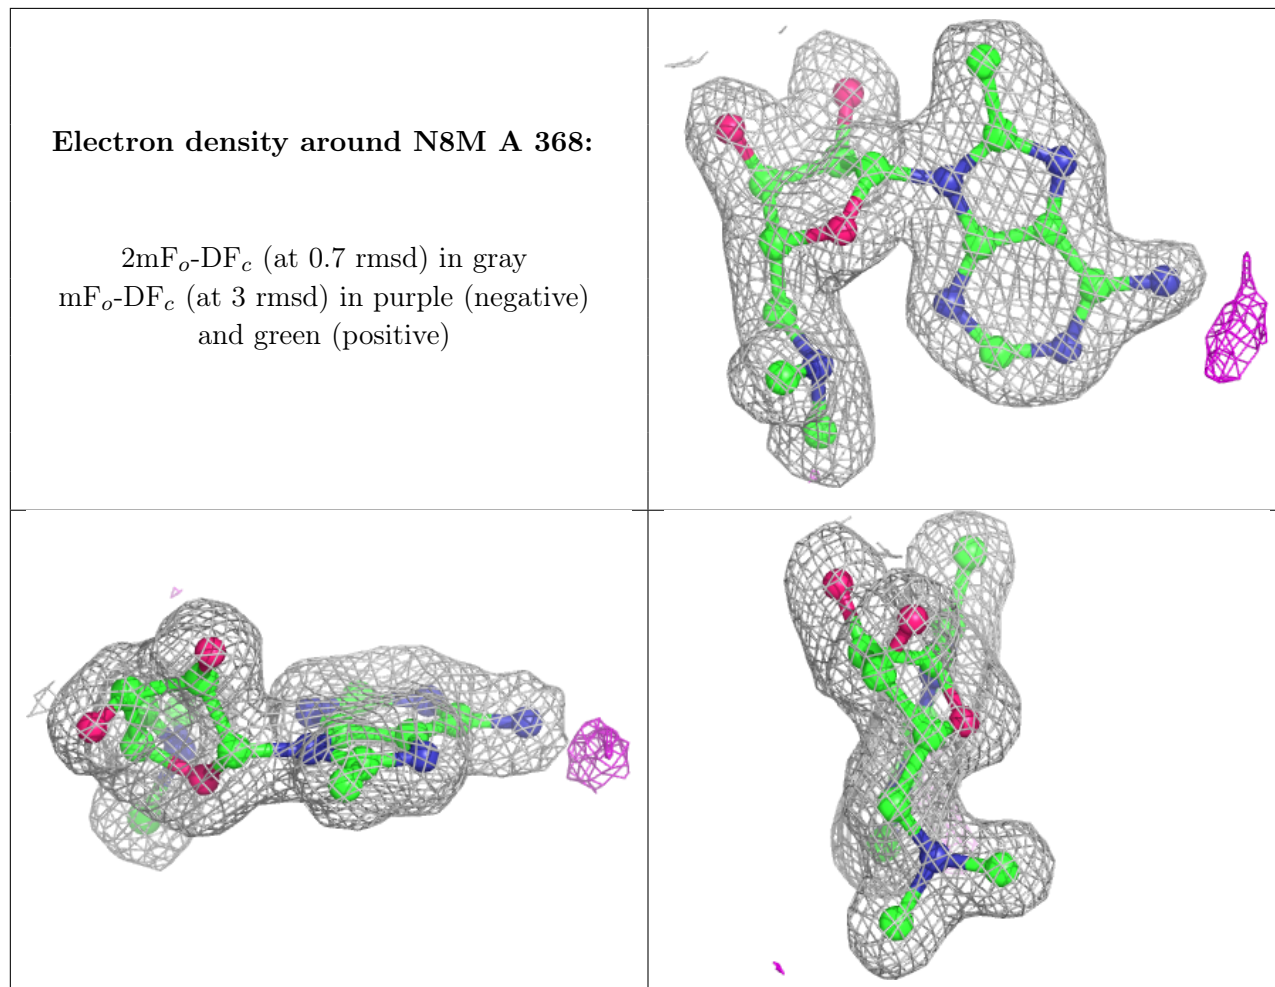 Electron density around N8M A 368:
2mFo-DFc (at 0.7 rmsd) in gray
mFo-DFc (at 3 rmsd) in purple (negative)
and green (positive)